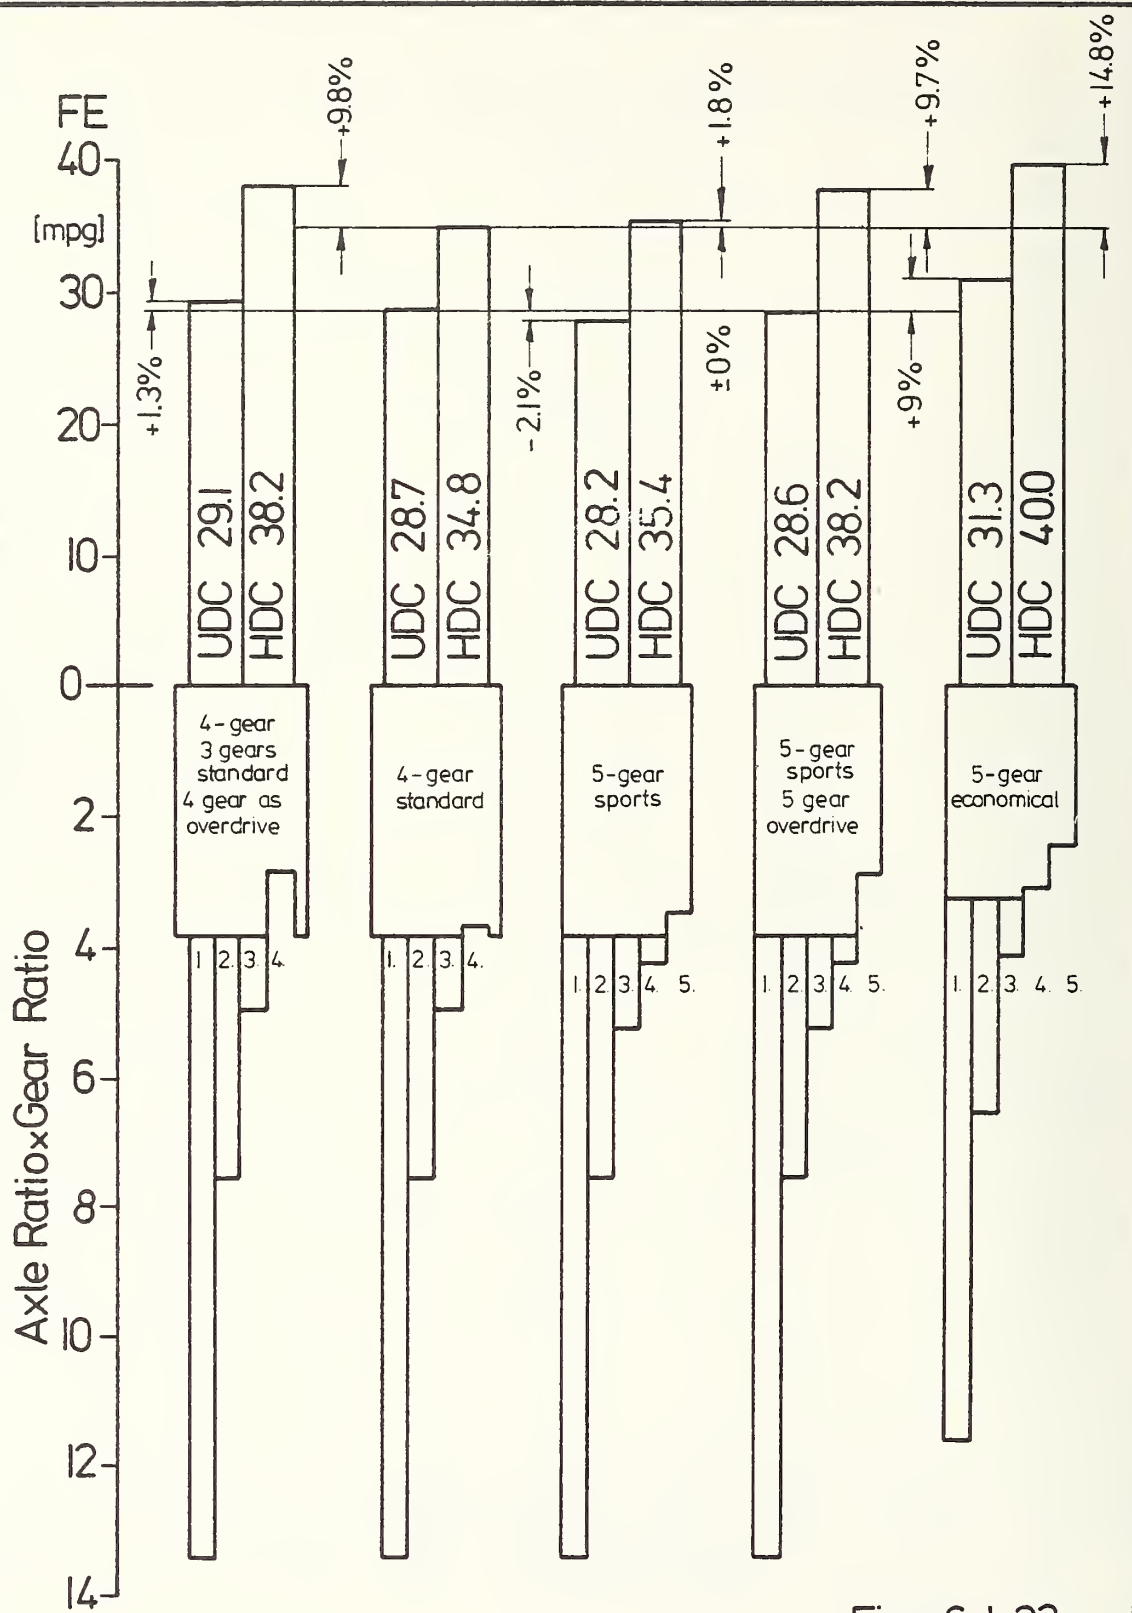 FE
40
[mpg]
30
20
10
0
2
4
6
8
10
12
14
Axle Ratio x Gear Ratio
+1.3%
+9.8%
-2.1%
+1.8%
±0%
+9.7%
+9%
+14.8%
UDC 29.1
HDC 38.2
UDC 28.7
HDC 34.8
UDC 28.2
HDC 35.4
UDC 28.6
HDC 38.2
UDC 31.3
HDC 40.0
4-gear
3 gears
standard
4 gear as
overdrive
4-gear
standard
5-gear
sports
5-gear
sports
5 gear
overdrive
5-gear
economical
1 2. 3. 4.
1. 2. 3. 4.
1. 2. 3. 4. 5.
1. 2. 3. 4. 5.
1. 2. 3. 4. 5.